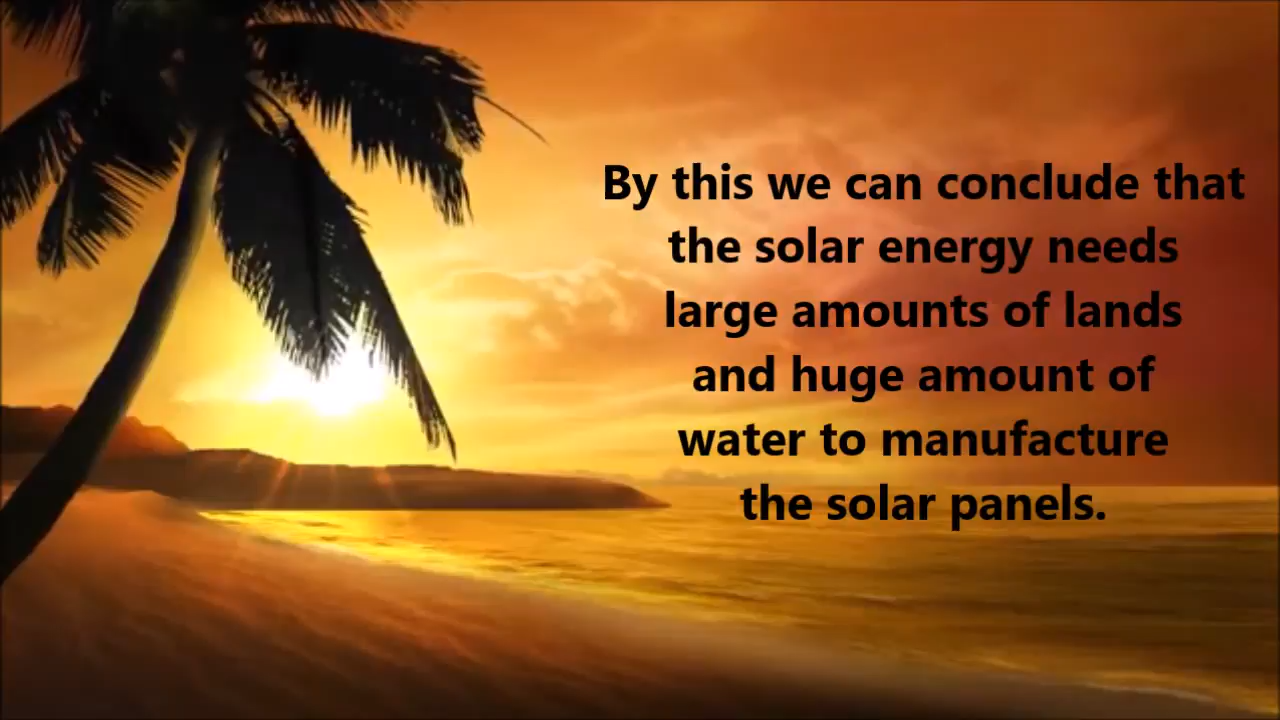 By this we can conclude that
the solar energy needs
large amounts of lands
and huge amount of
water to manufacture
the solar panels.